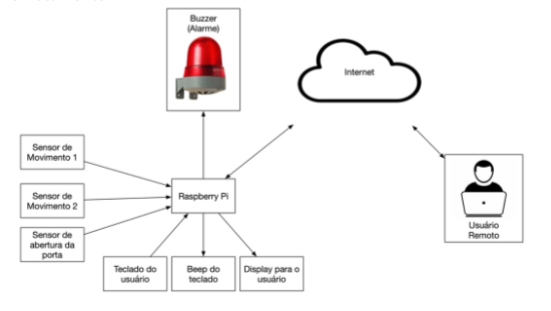 Buzzer
(Alarme)
Internet
Sensor de
Movimento 1
Sensor de
Movimento 2
Raspberry Pi
Sensor de
abertura da
porta
Usuário
Remoto
Teclado do
usuário
Beep do
teclado
Display para o
usuário